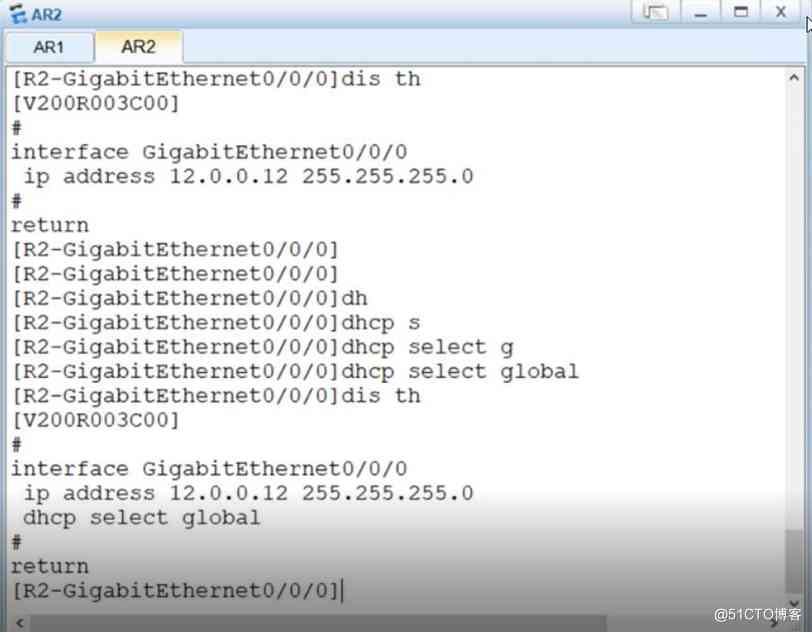 AR2
AR1
AR2
[R2-GigabitEthernet0/0/0]dis th
[V200R003C00]
#
interface GigabitEthernet0/0/0
 ip address 12.0.0.12 255.255.255.0
#
return
[R2-GigabitEthernet0/0/0]
[R2-GigabitEthernet0/0/0]
[R2-GigabitEthernet0/0/0]dh
[R2-GigabitEthernet0/0/0]dhcp s
[R2-GigabitEthernet0/0/0]dhcp select g
[R2-GigabitEthernet0/0/0]dhcp select global
[R2-GigabitEthernet0/0/0]dis th
[V200R003C00]
#
interface GigabitEthernet0/0/0
 ip address 12.0.0.12 255.255.255.0
 dhcp select global
#
return
[R2-GigabitEthernet0/0/0]
@51CTO博客